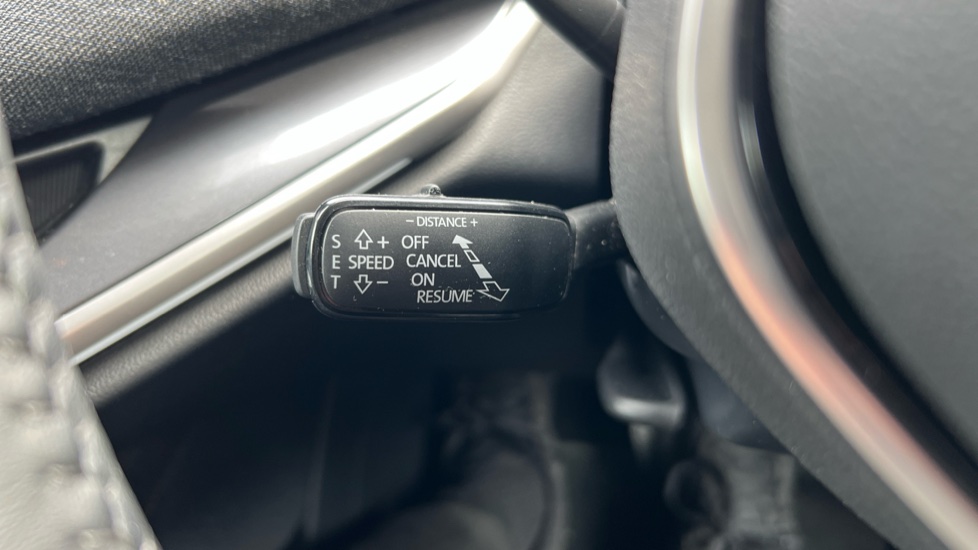 - DISTANCE +
S + OFF
E SPEED CANCEL
T - ON
RESUME